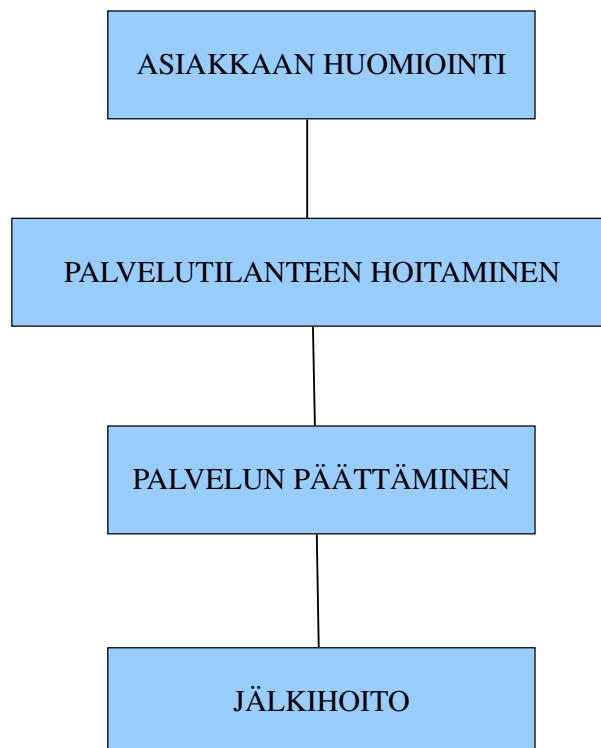 ASIAKKAAN HUOMIOINTI
PALVELUTILANTEEN HOITAMINEN
PALVELUN PÄÄTTÄMINEN
JÄLKIHOITO